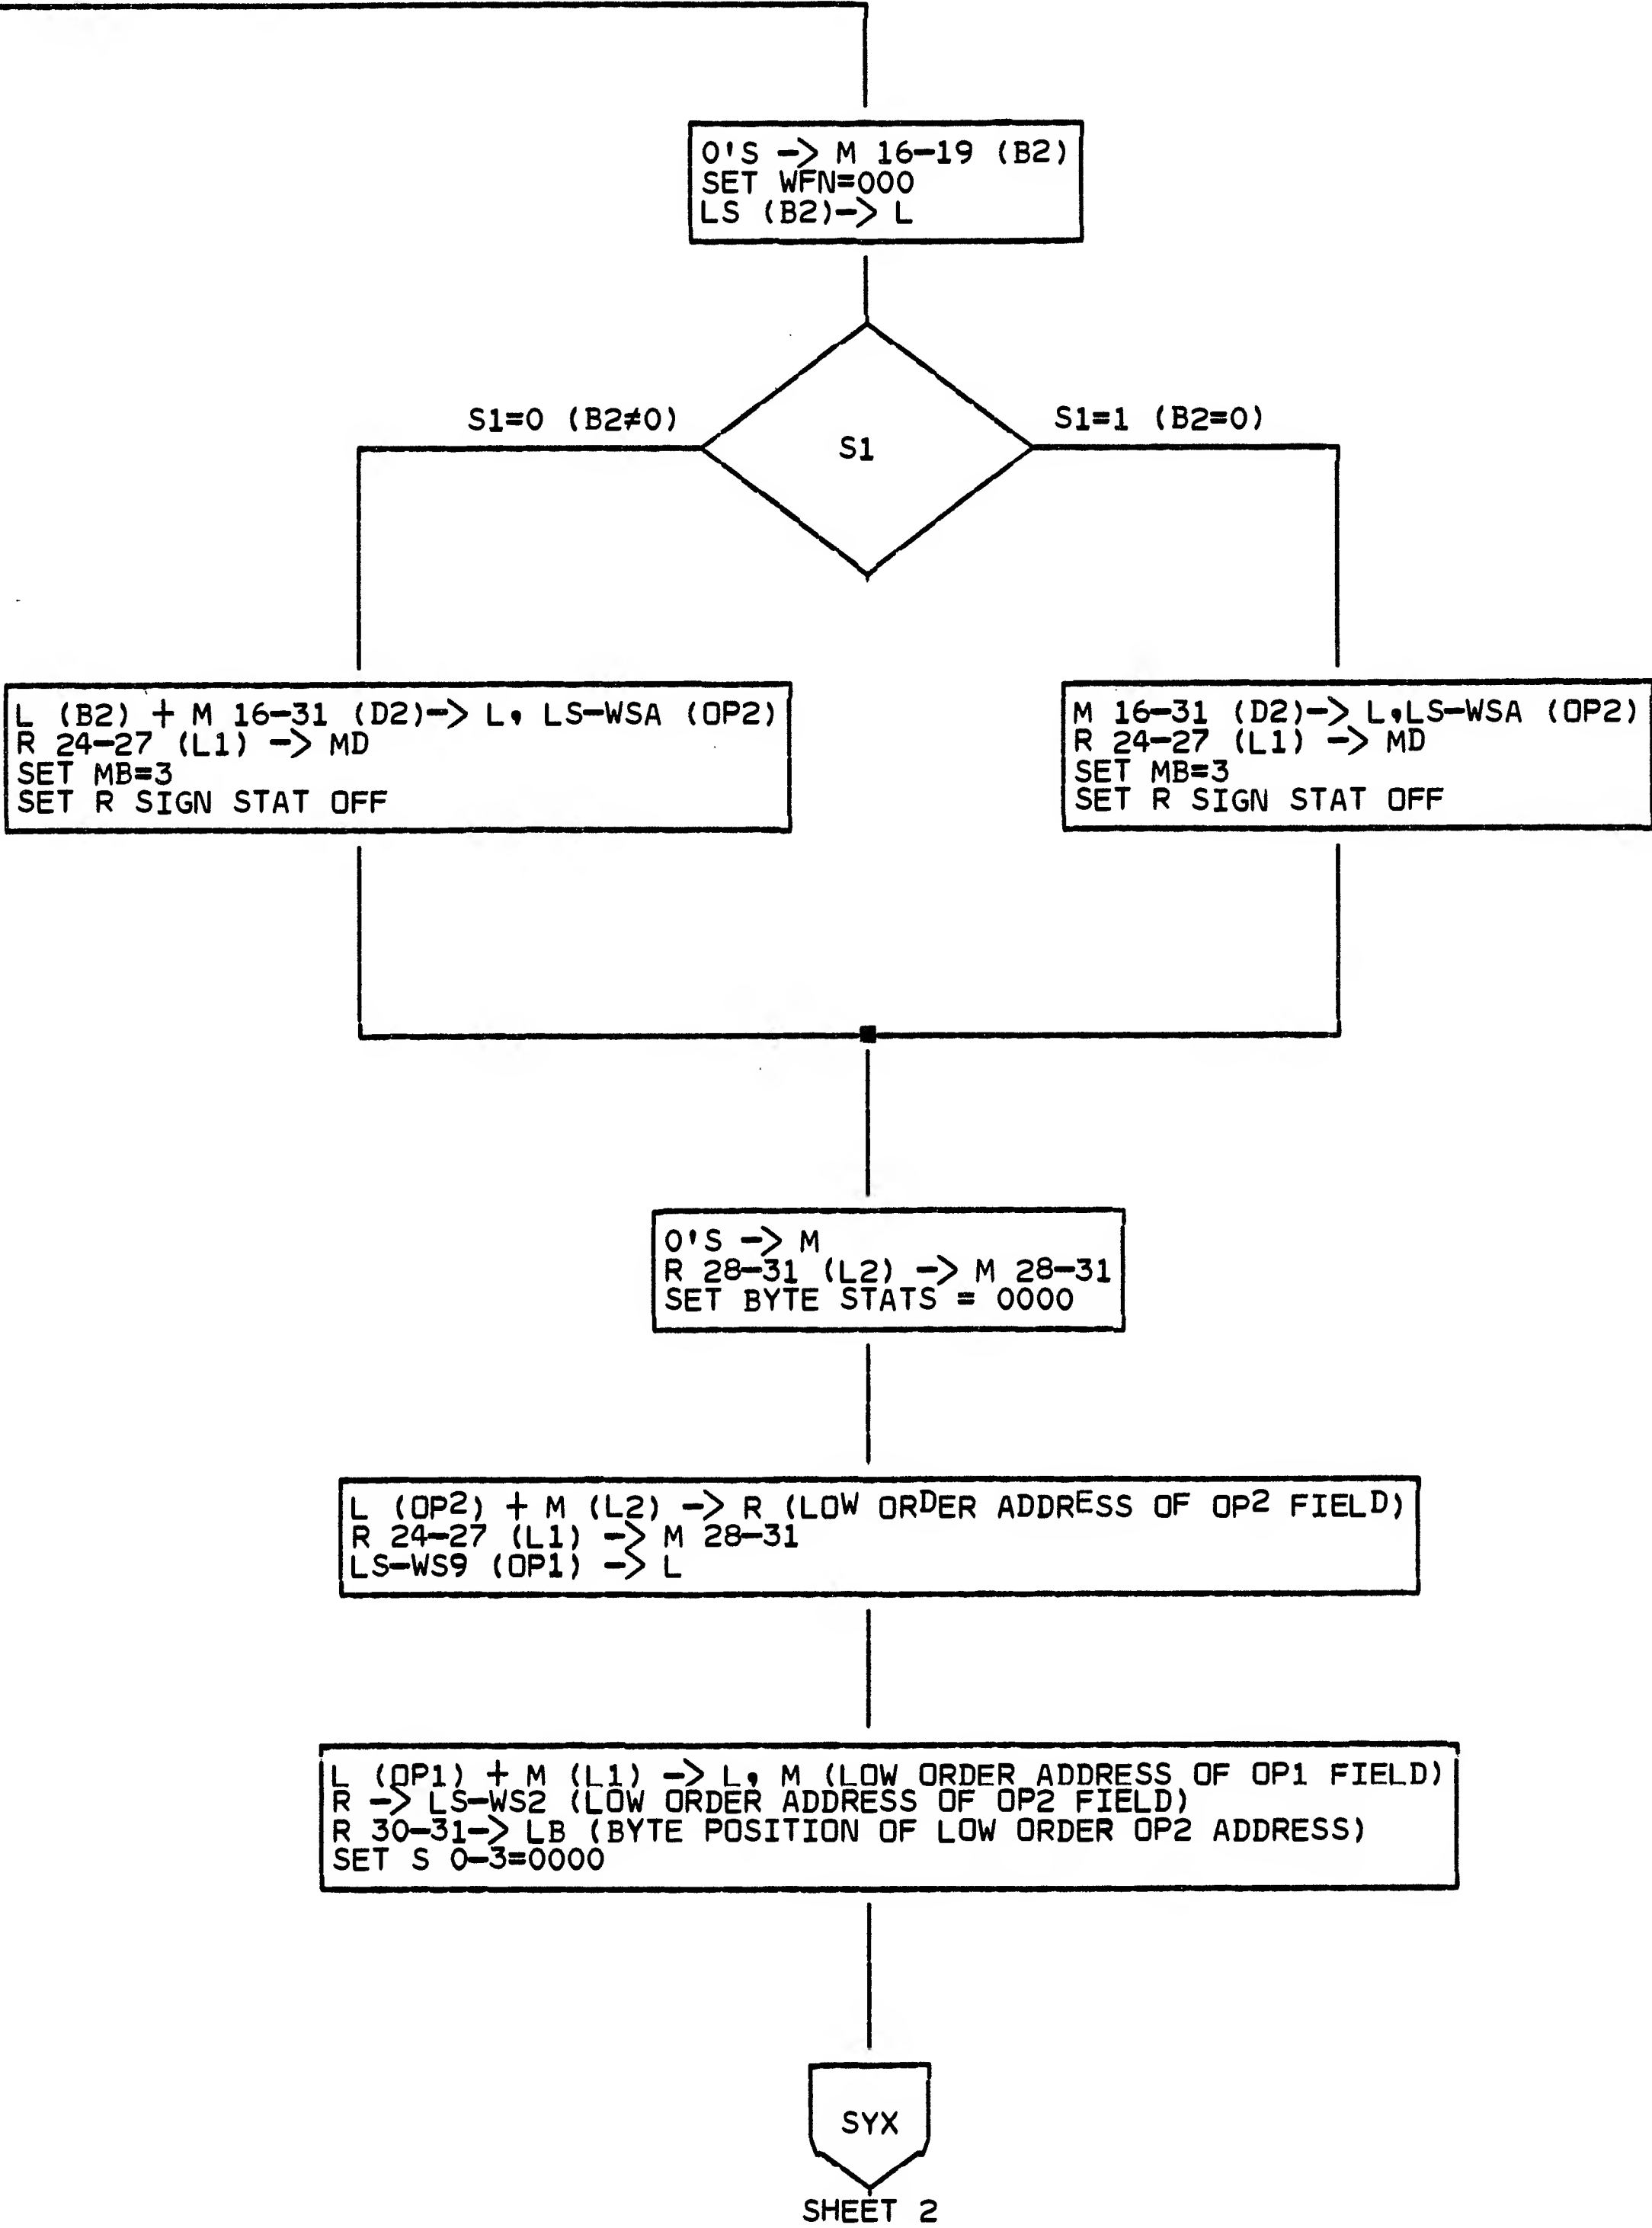 O'S —> M 16—19 (B2)
SET WFN=000
LS (B2)—> L
S1=0 (B2≠0)
S1=1 (B2=0)
S1
L (B2) + M 16—31 (D2)—> L, LS—WSA (OP2)
R 24—27 (L1) —> MD
SET MB=3
SET R SIGN STAT OFF
M 16—31 (D2)—> L,LS—WSA (OP2)
R 24—27 (L1) —> MD
SET MB=3
SET R SIGN STAT OFF
O'S —> M
R 28—31 (L2) —> M 28—31
SET BYTE STATS = 0000
L (OP2) + M (L2) —> R (LOW ORDER ADDRESS OF OP2 FIELD)
R 24—27 (L1) —> M 28—31
LS—WS9 (OP1) —> L
L (OP1) + M (L1) —> L, M (LOW ORDER ADDRESS OF OP1 FIELD)
R —> LS—WS2 (LOW ORDER ADDRESS OF OP2 FIELD)
R 30—31—> LB (BYTE POSITION OF LOW ORDER OP2 ADDRESS)
SET S 0—3=0000
SYX
SHEET 2